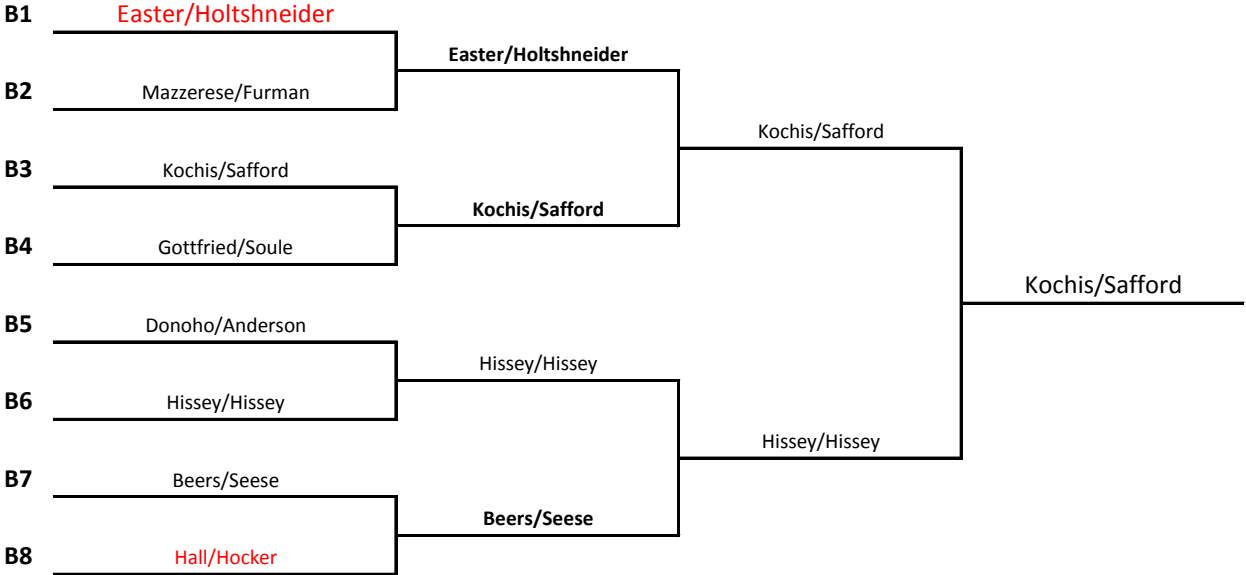 B1 Easter/Holtshneider
Easter/Holtshneider
B2 Mazzerese/Furman
Kochis/Safford
B3 Kochis/Safford
Kochis/Safford
B4 Gottfried/Soule
Kochis/Safford
B5 Donoho/Anderson
Hissey/Hissey
B6 Hissey/Hissey
Hissey/Hissey
B7 Beers/Seese
Beers/Seese
B8 Hall/Hocker